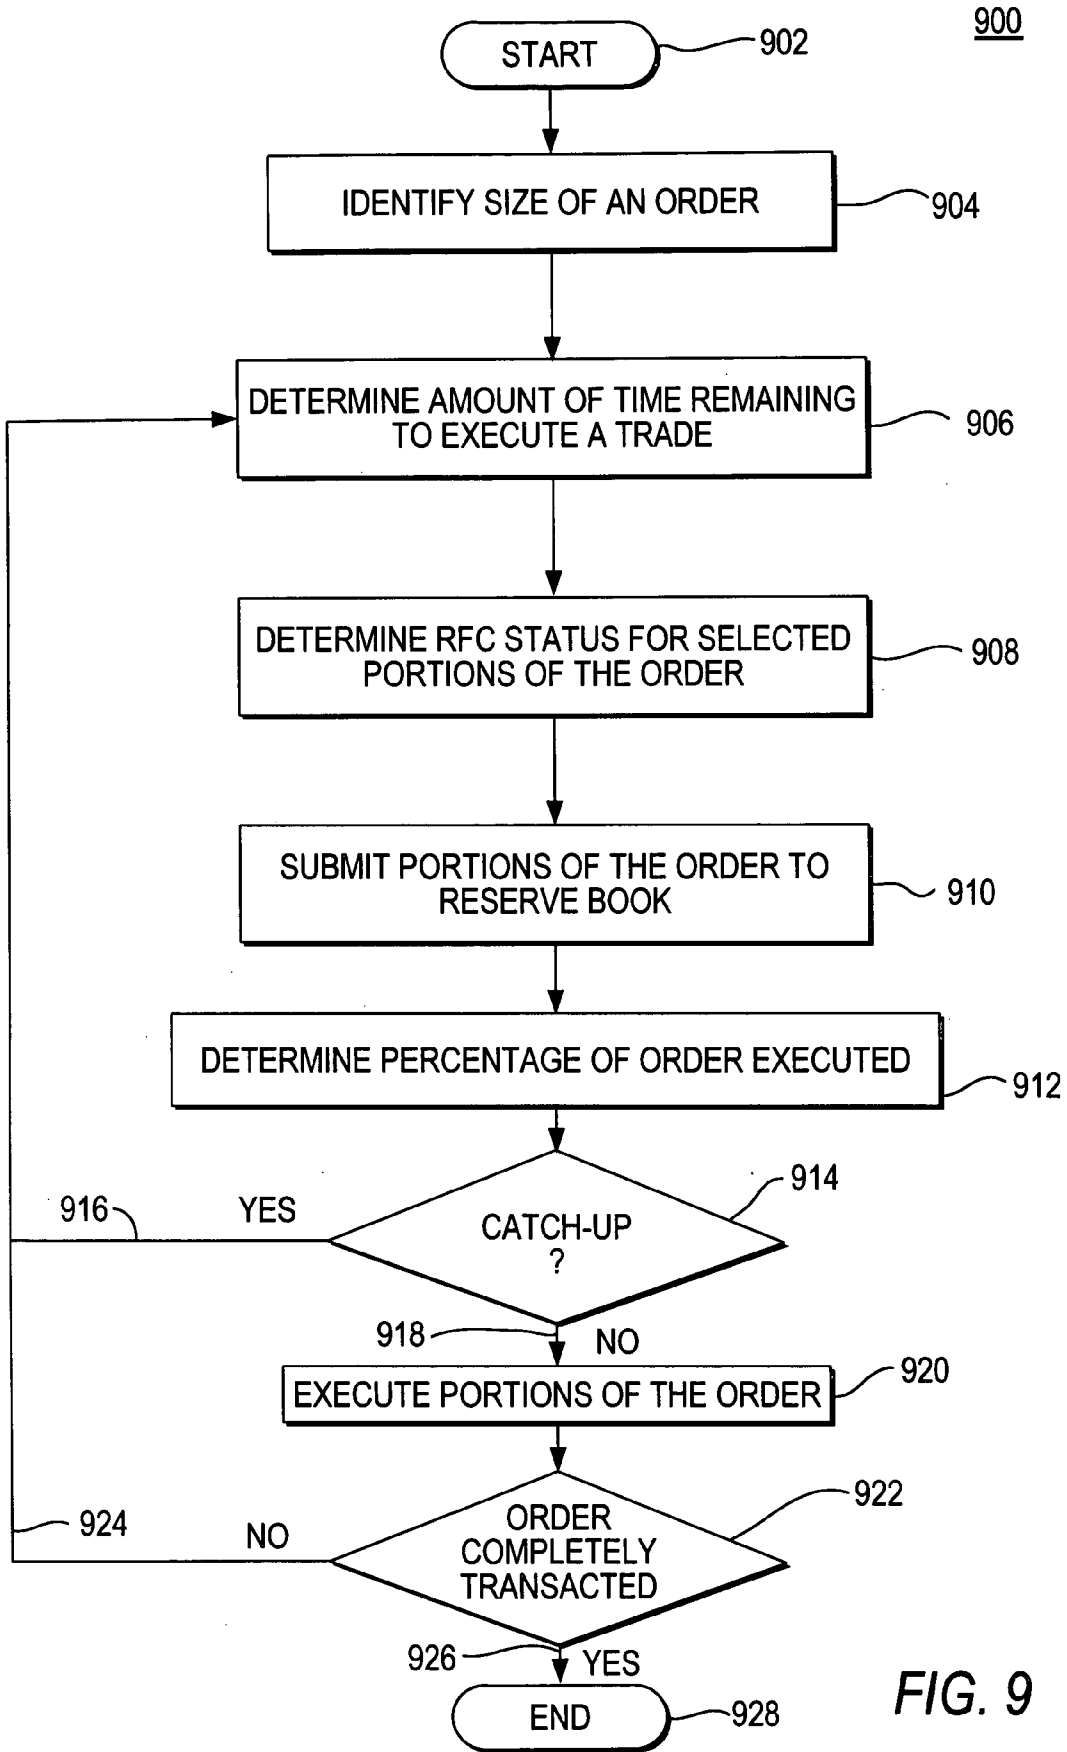 900
START
902
IDENTIFY SIZE OF AN ORDER
904
DETERMINE AMOUNT OF TIME REMAINING
TO EXECUTE A TRADE
906
DETERMINE RFC STATUS FOR SELECTED
PORTIONS OF THE ORDER
908
SUBMIT PORTIONS OF THE ORDER TO
RESERVE BOOK
910
DETERMINE PERCENTAGE OF ORDER EXECUTED
912
916
YES
CATCH-UP
?
914
918
NO
EXECUTE PORTIONS OF THE ORDER
920
924
NO
ORDER
COMPLETELY
TRANSACTED
922
926
YES
END
928
FIG. 9